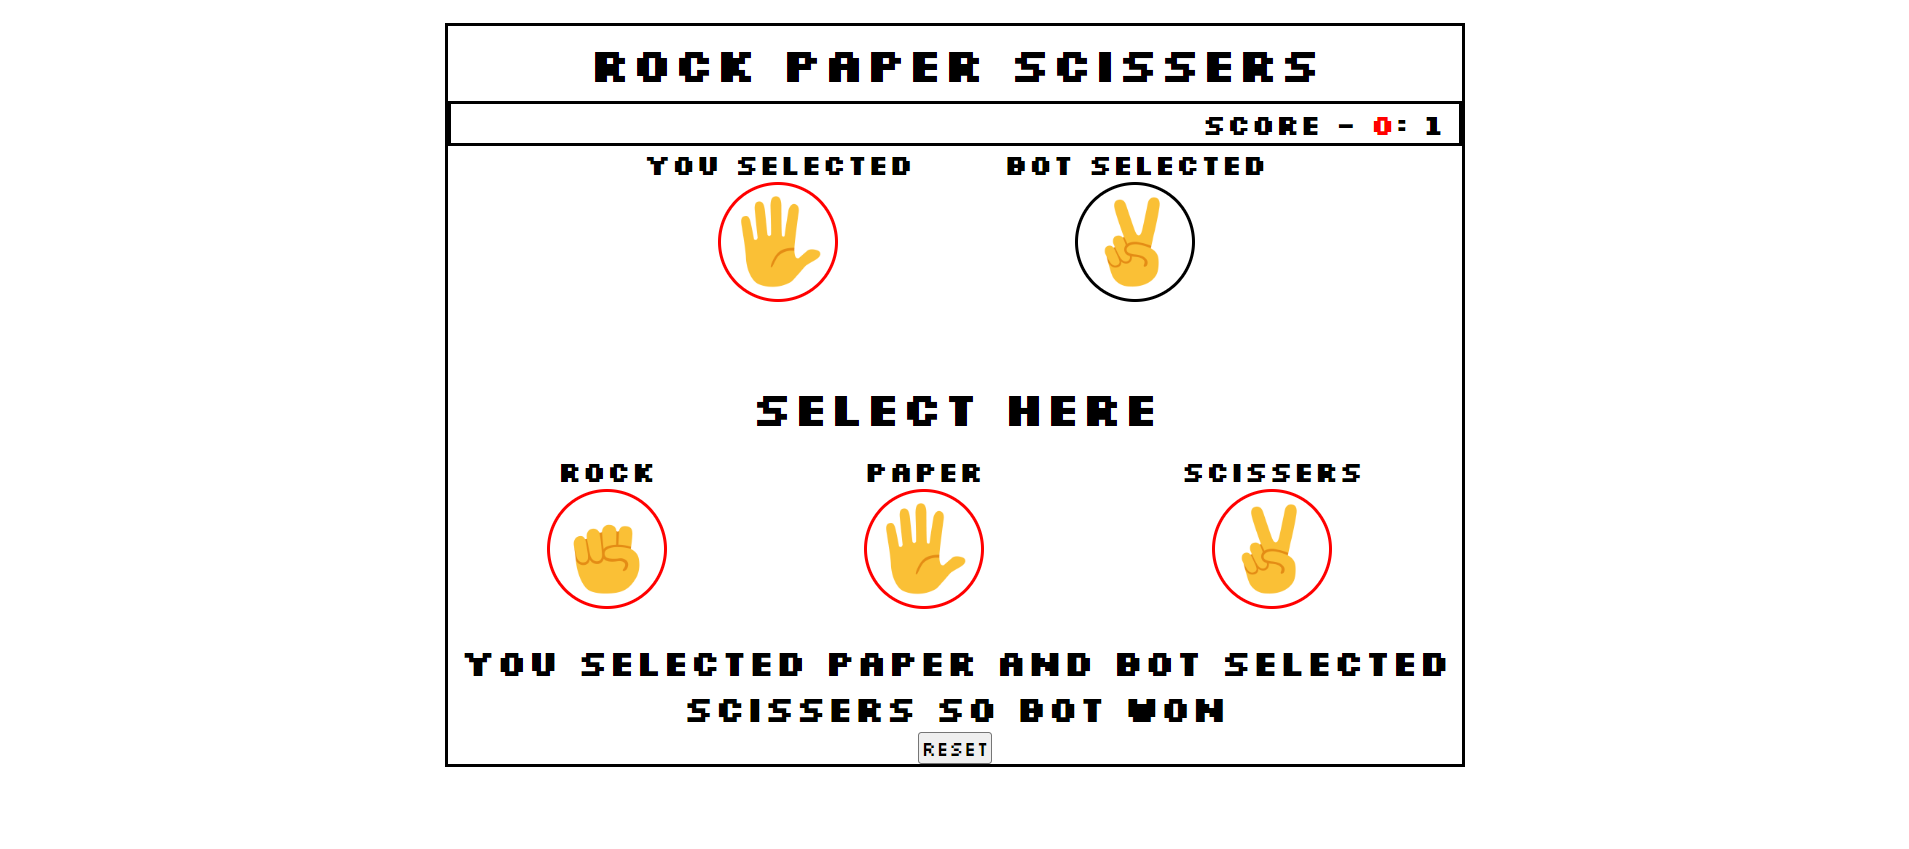 ROCK PAPER SCISSERS
SCORE - 0: 1
YOU SELECTED BOT SELECTED
SELECT HERE
ROCK PAPER SCISSERS
YOU SELECTED PAPER AND BOT SELECTED
SCISSERS SO BOT WON
RESET